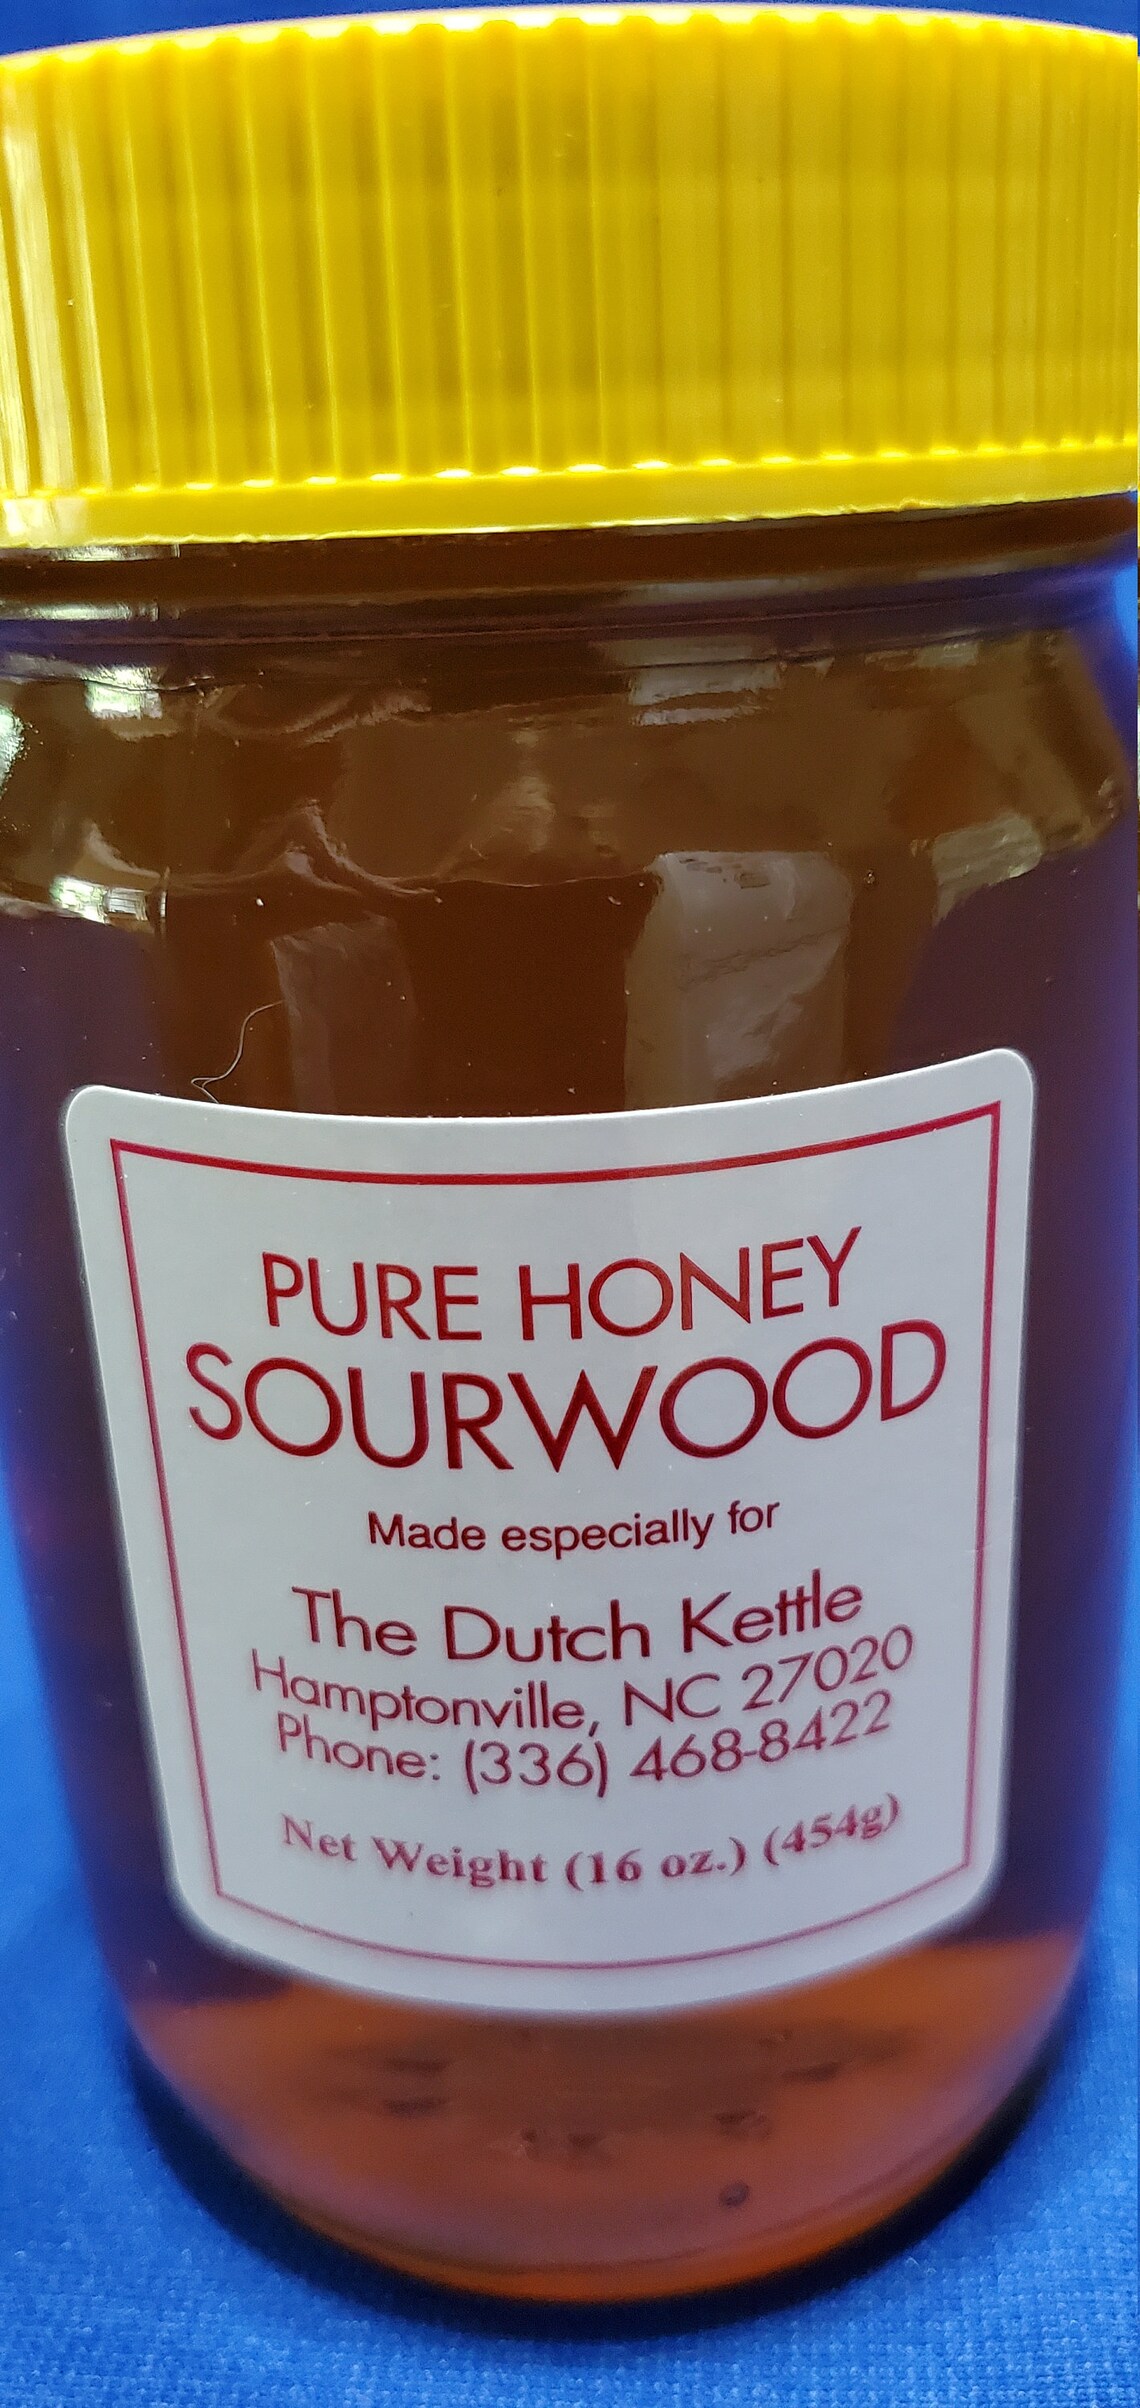 PURE HONEY
SOURWOOD
Made especially for
The Dutch Kettle
Hamptonville, NC 27020
Phone: (336) 468-8422
Net Weight (16 oz.) (454g)